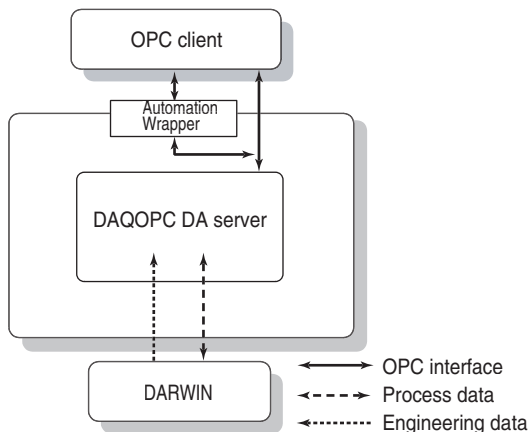 OPC client
Automation
Wrapper
DAQOPC DA server
DARWIN
OPC interface
Process data
Engineering data